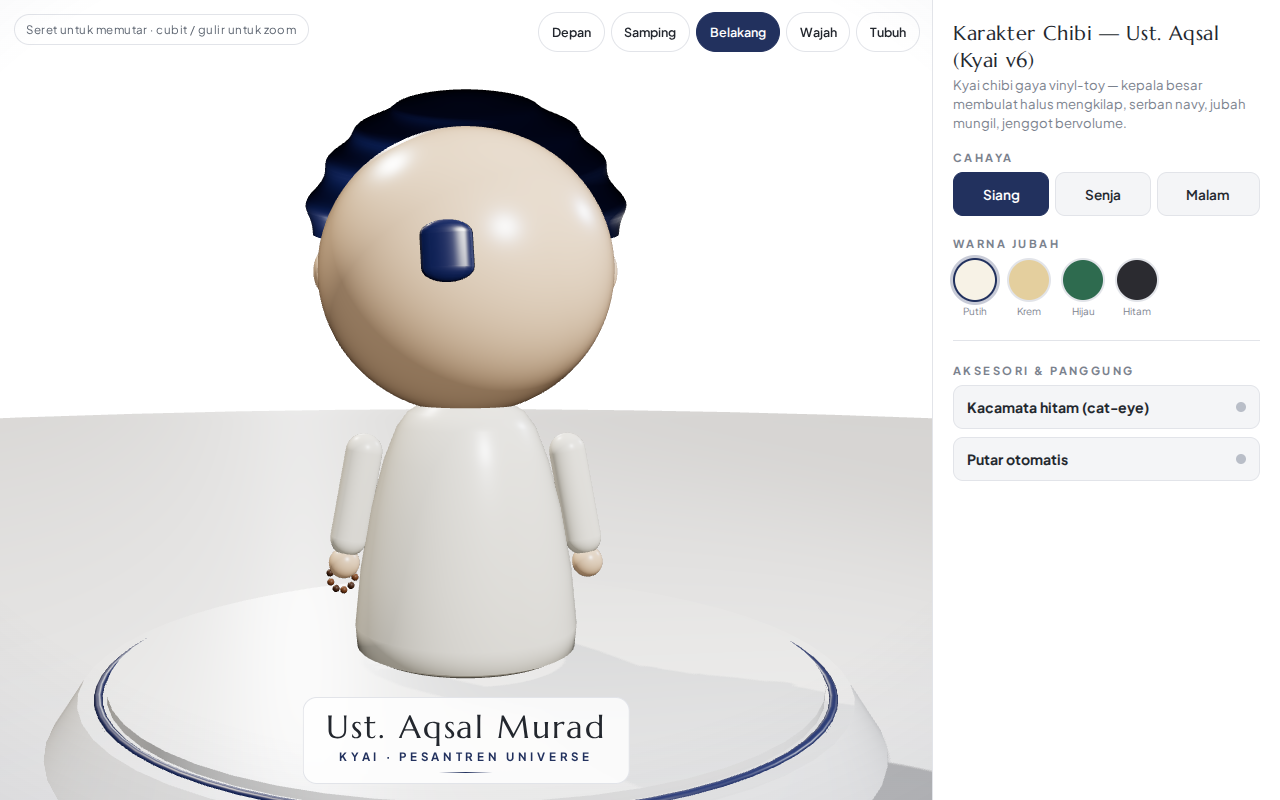 Seret untuk memutar · cubit / gulir untuk zoom
Depan
Samping
Belakang
Wajah
Tubuh
Ust. Aqsal Murad
KYAI · PESANTREN UNIVERSE
Karakter Chibi — Ust. Aqsal
(Kyai v6)
Kyai chibi gaya vinyl-toy — kepala besar
membulat halus mengkilap, serban navy, jubah
mungil, jenggot bervolume.
CAHAYA
Siang
Senja
Malam
WARNA JUBAH
Putih
Krem
Hijau
Hitam
AKSESORI & PANGGUNG
Kacamata hitam (cat-eye)
Putar otomatis